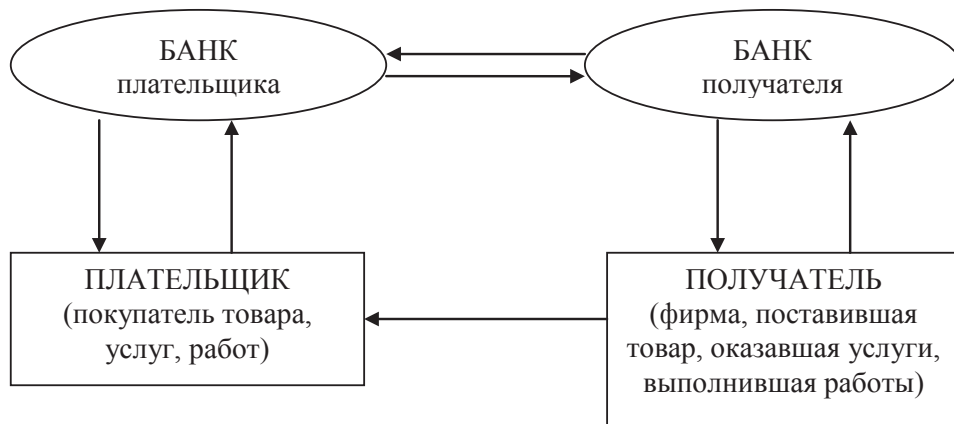 БАНК
плательщика
БАНК
получателя
ПЛАТЕЛЬЩИК
(покупатель товара,
услуг, работ)
ПОЛУЧАТЕЛЬ
(фирма, поставившая
товар, оказавшая услуги,
выполнившая работы)